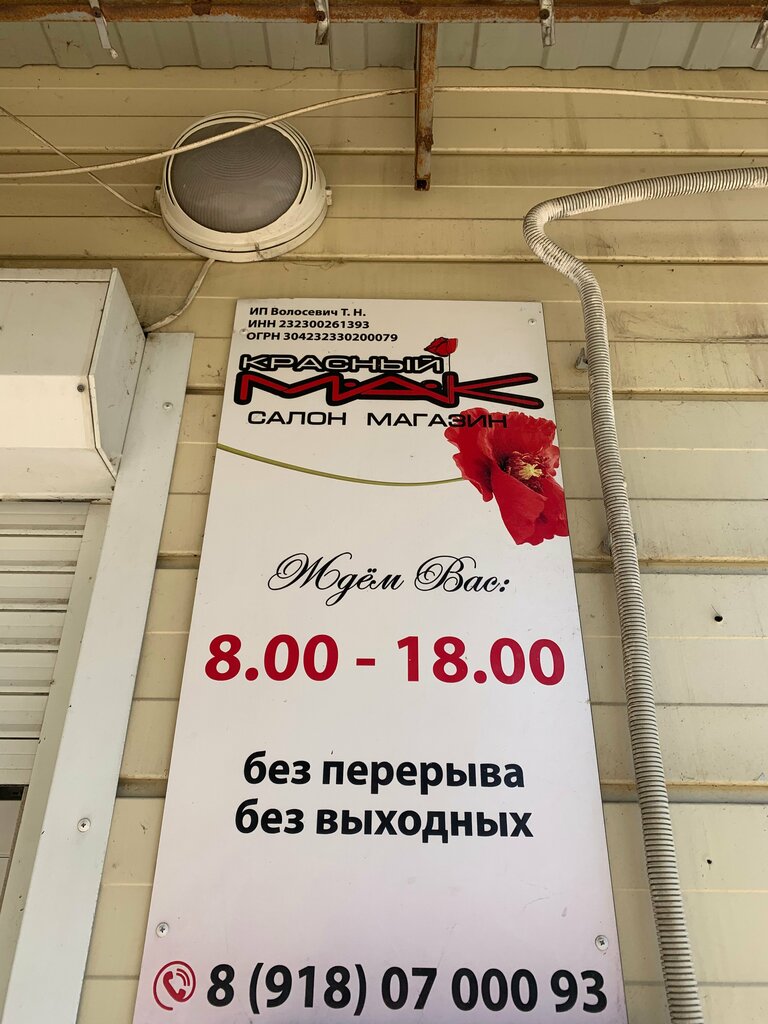 ИП Волосевич Т. Н.
ИНН 232300261393
ОГРН 304232330200079
КРАСНЫЙ
МАК
САЛОН МАГАЗИН
Ждём Вас:
8.00 - 18.00
без перерыва
без выходных
8 (918) 07 000 93